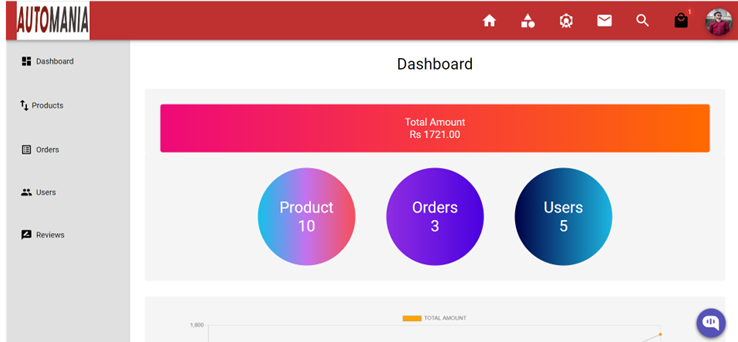 AUTOMANIA
1
Dashboard
Products
Orders
Users
Reviews
Dashboard
Total Amount
Rs 1721.00
Product
10
Orders
3
Users
5
TOTAL AMOUNT
1,800